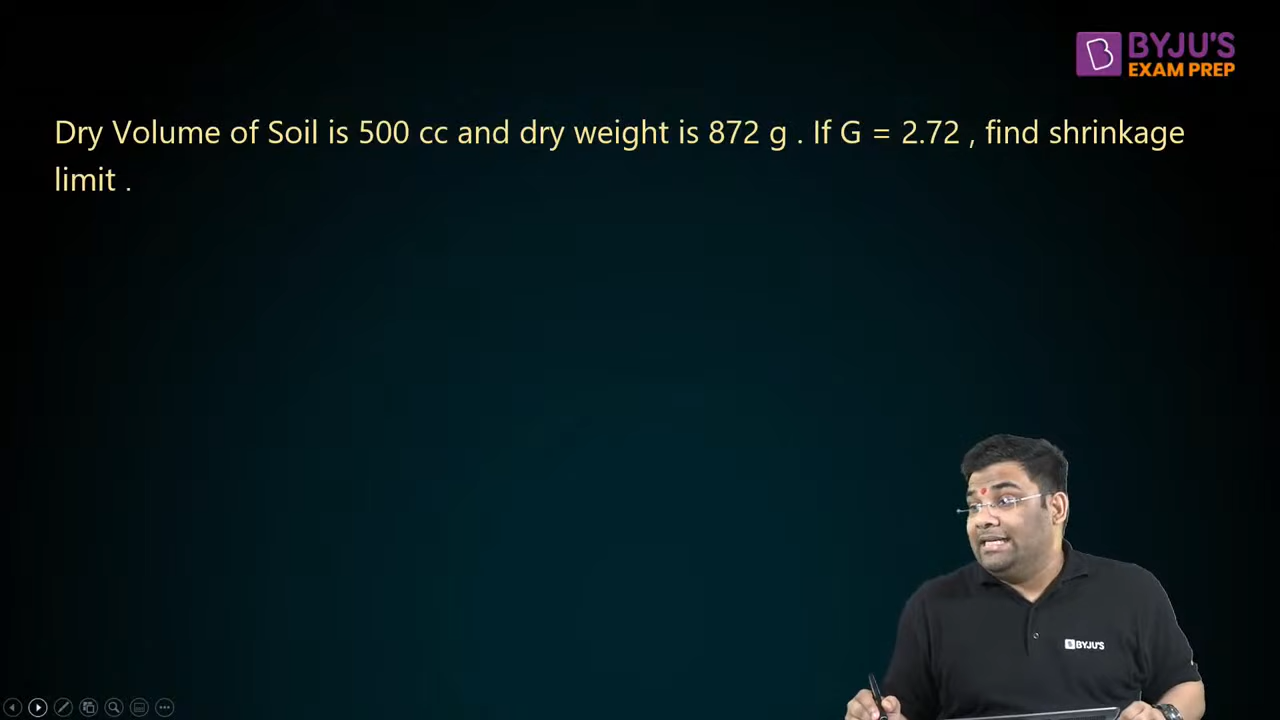 BYJU'S
EXAM PREP
Dry Volume of Soil is 500 cc and dry weight is 872 g . If G = 2.72 , find shrinkage
limit .
BYJU'S